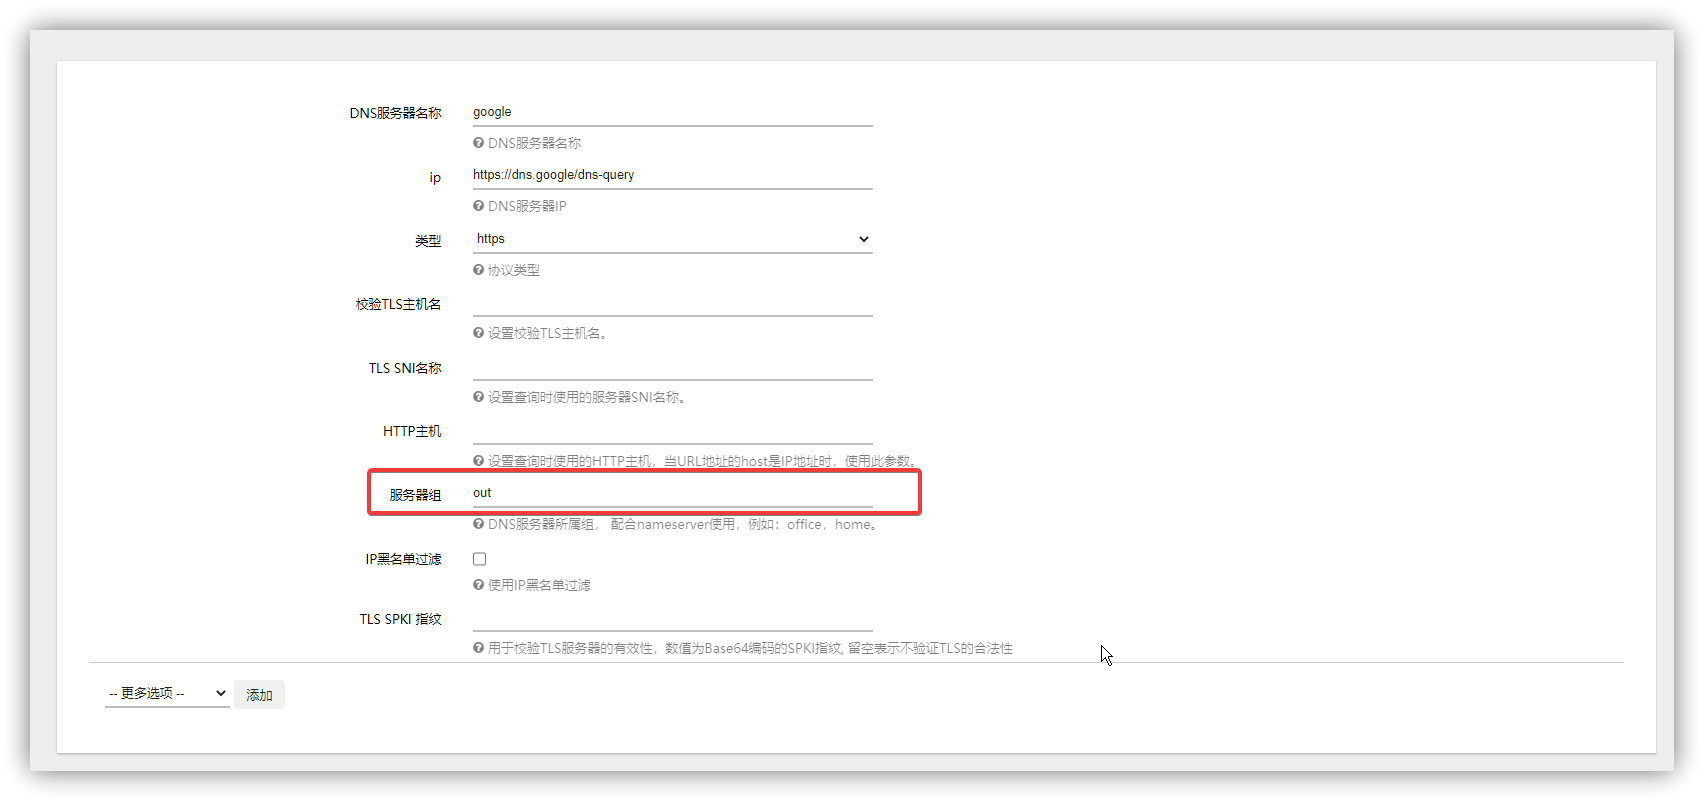 DNS服务器名称 google
DNS服务器名称
ip https://dns.google/dns-query
DNS服务器IP
类型 https
协议类型
校验TLS主机名
设置校验TLS主机名。
TLS SNI名称
设置查询时使用的服务器SNI名称。
HTTP主机
设置查询时使用的HTTP主机，当URL地址的host是IP地址时，使用此参数。
服务器组 out
DNS服务器所属组， 配合nameserver使用，例如：office，home。
IP黑名单过滤
使用IP黑名单过滤
TLS SPKI 指纹
用于校验TLS服务器的有效性，数值为Base64编码的SPKI指纹, 留空表示不验证TLS的合法性
-- 更多选项 -- 添加